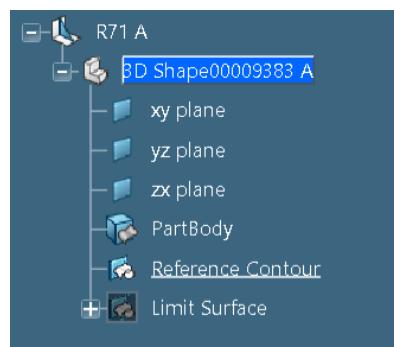 R71 A
3D Shape00009383 A
xy plane
yz plane
zx plane
PartBody
Reference Contour
Limit Surface